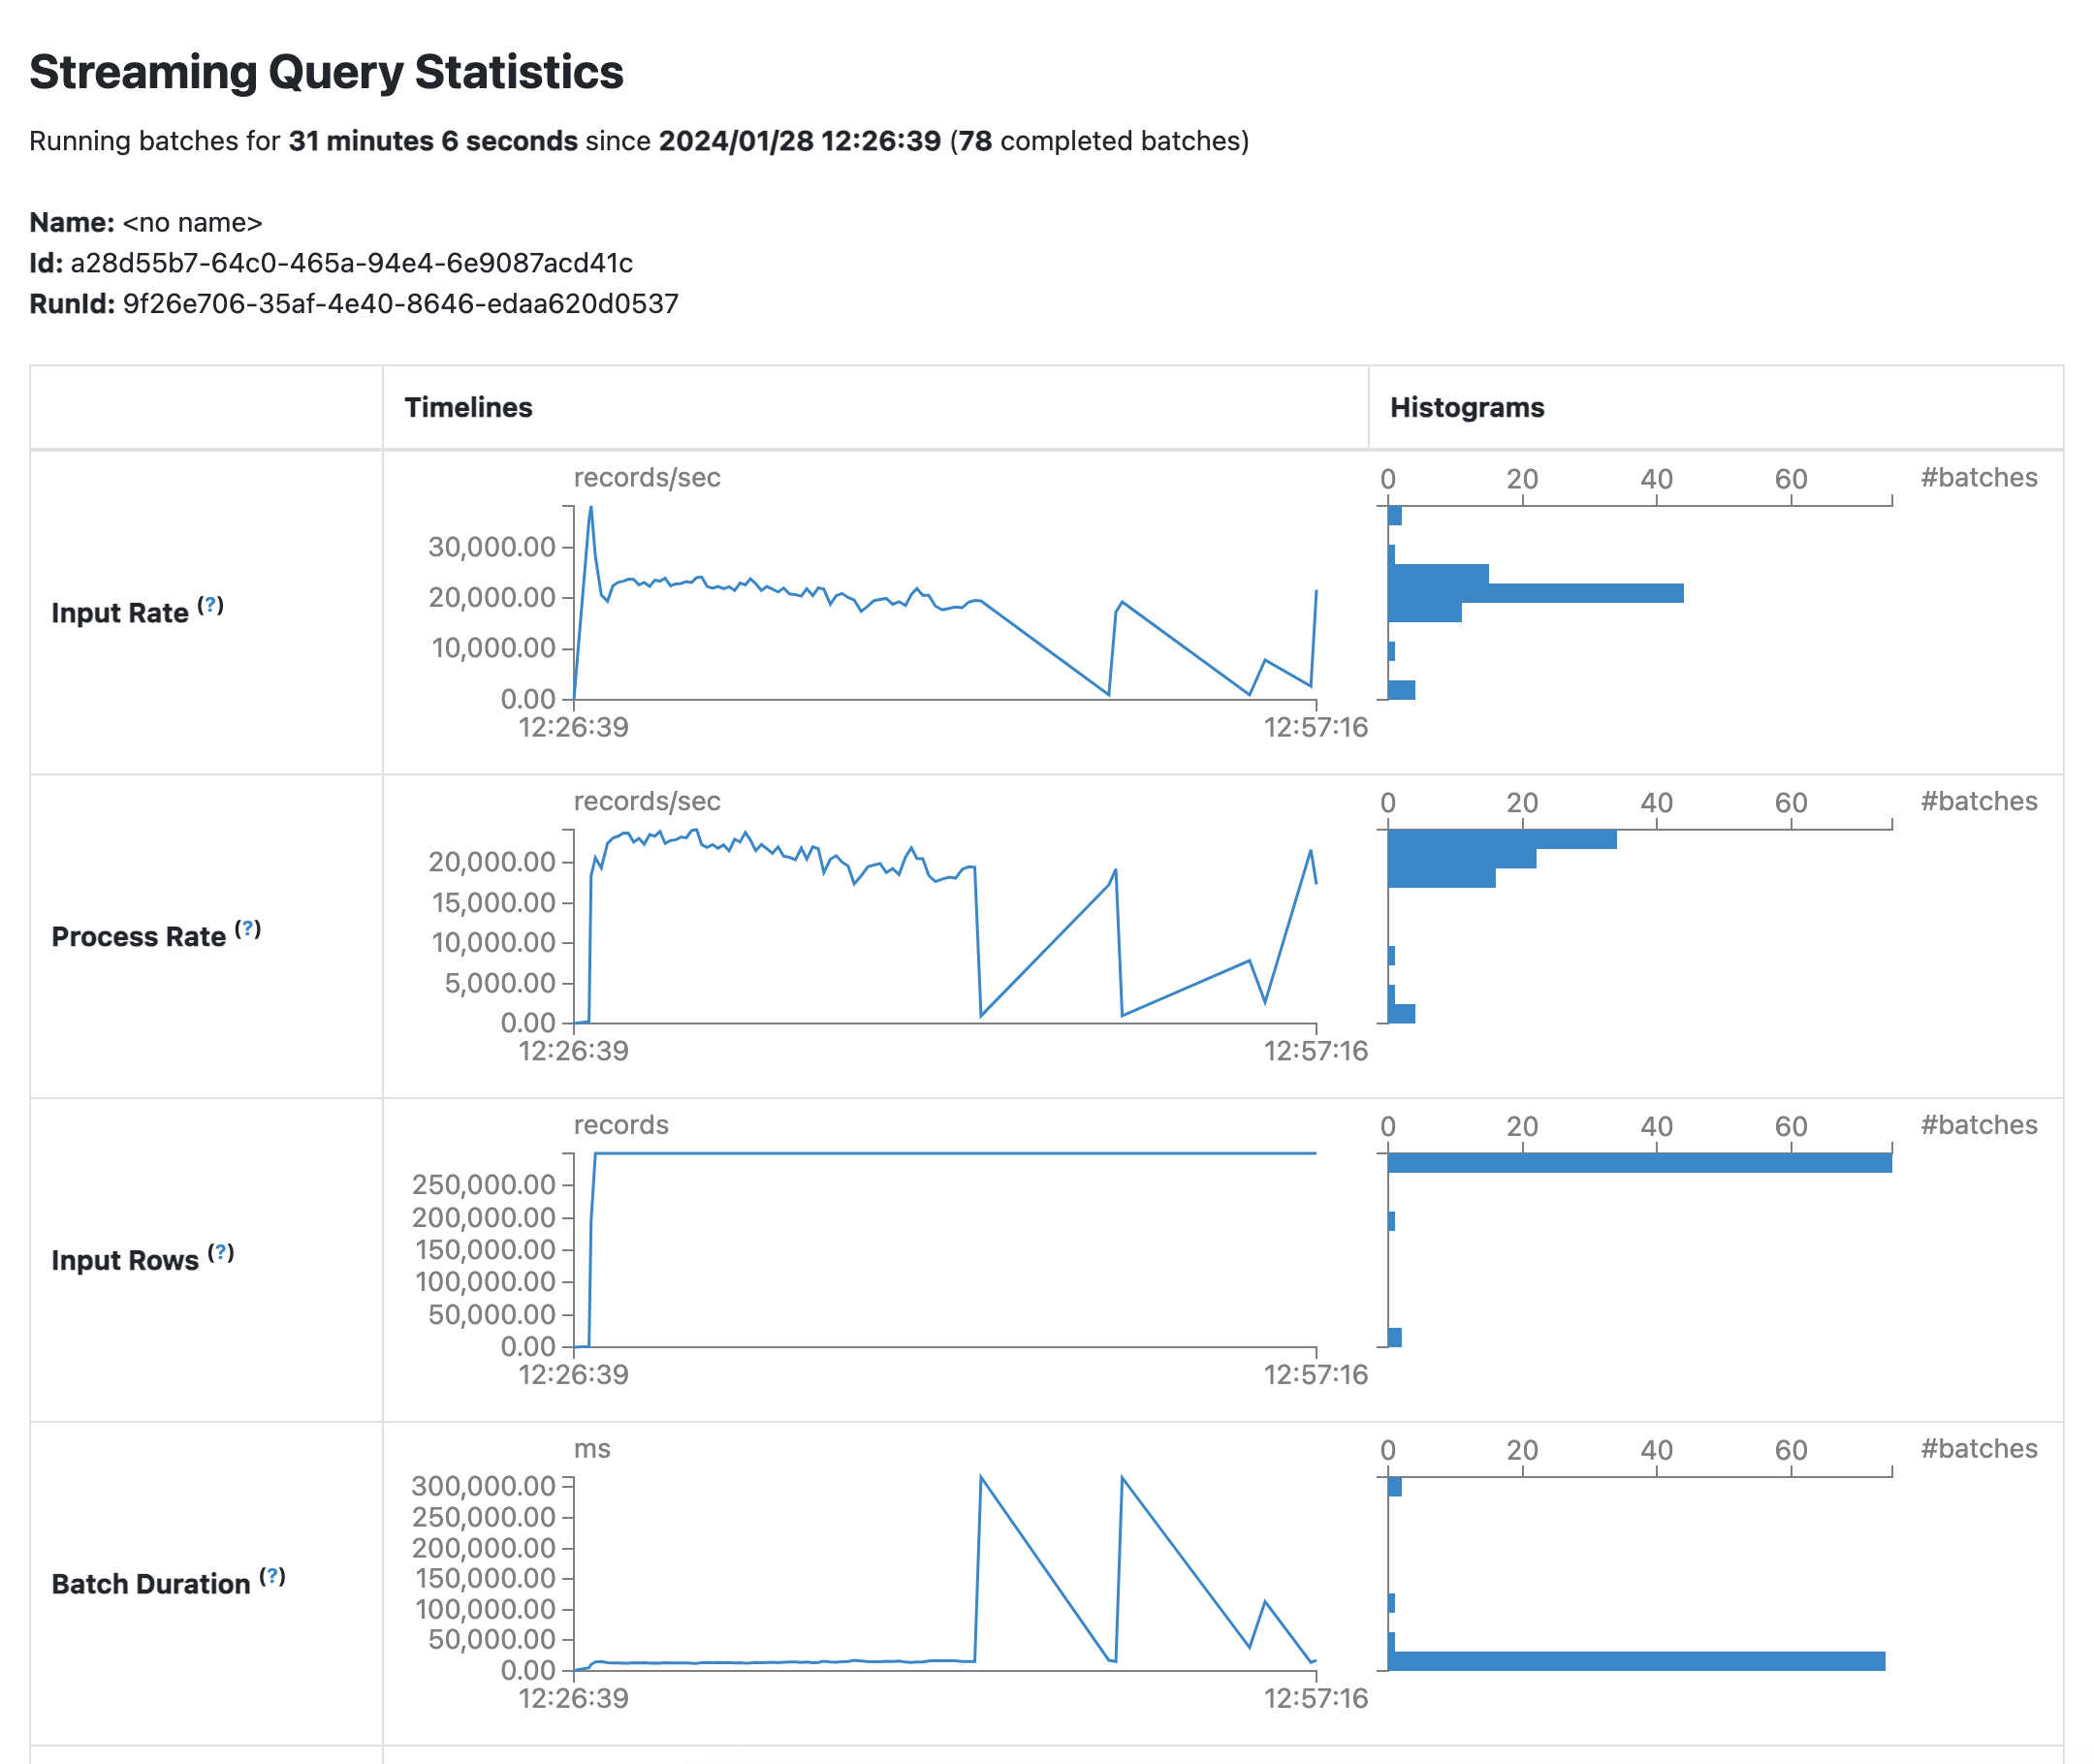 Streaming Query Statistics
Running batches for 31 minutes 6 seconds since 2024/01/28 12:26:39 (78 completed batches)
Name: <no name>
Id: a28d55b7-64c0-465a-94e4-6e9087acd41c
RunId: 9f26e706-35af-4e40-8646-edaa620d0537
Timelines Histograms
Input Rate (?)
records/sec
30,000.00
20,000.00
10,000.00
0.00
12:26:39 12:57:16
0 20 40 60 #batches
Process Rate (?)
records/sec
20,000.00
15,000.00
10,000.00
5,000.00
0.00
12:26:39 12:57:16
0 20 40 60 #batches
Input Rows (?)
records
250,000.00
200,000.00
150,000.00
100,000.00
50,000.00
0.00
12:26:39 12:57:16
0 20 40 60 #batches
Batch Duration (?)
ms
300,000.00
250,000.00
200,000.00
150,000.00
100,000.00
50,000.00
0.00
12:26:39 12:57:16
0 20 40 60 #batches